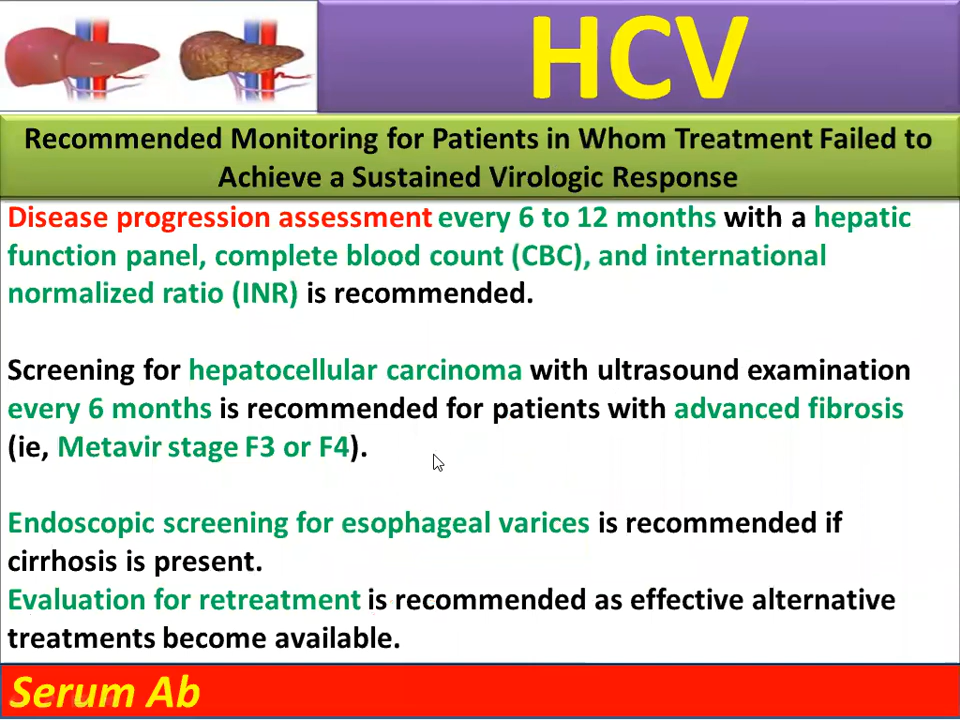 HCV
Recommended Monitoring for Patients in Whom Treatment Failed to
Achieve a Sustained Virologic Response
Disease progression assessment every 6 to 12 months with a hepatic
function panel, complete blood count (CBC), and international
normalized ratio (INR) is recommended.
Screening for hepatocellular carcinoma with ultrasound examination
every 6 months is recommended for patients with advanced fibrosis
(ie, Metavir stage F3 or F4).
Endoscopic screening for esophageal varices is recommended if
cirrhosis is present.
Evaluation for retreatment is recommended as effective alternative
treatments become available.
Serum Ab